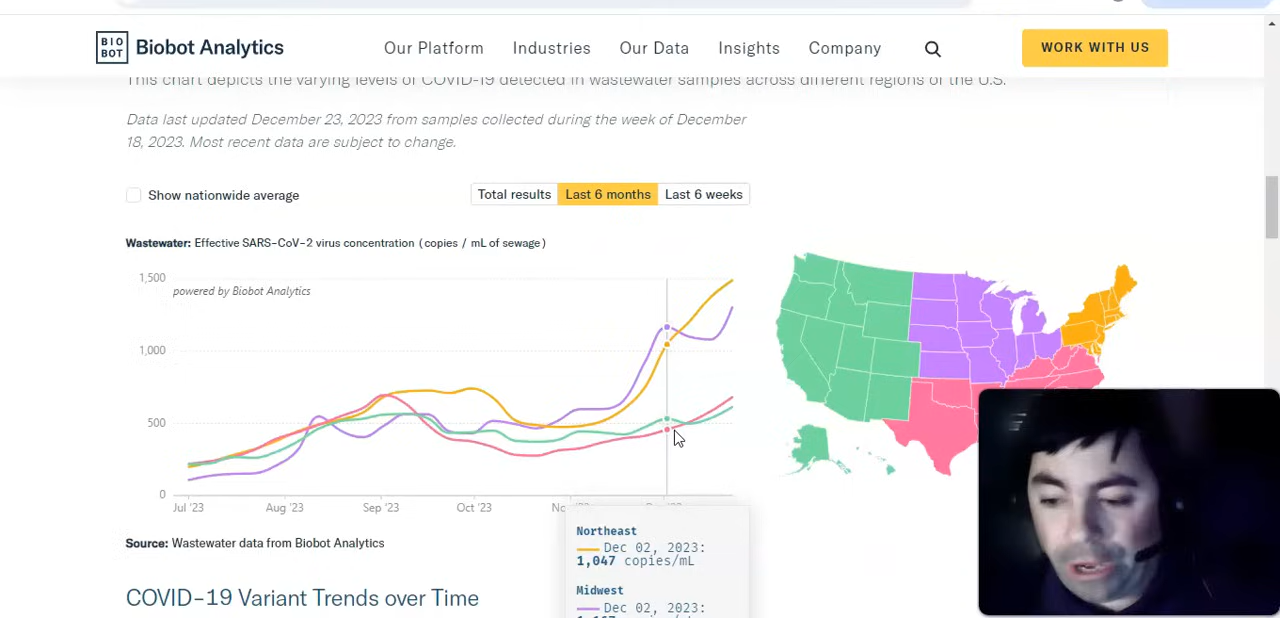 BIO
BOT
Biobot Analytics
Our Platform
Industries
Our Data
Insights
Company
WORK WITH US
This chart depicts the varying levels of COVID-19 detected in wastewater samples across different regions of the U.S.
Data last updated December 23, 2023 from samples collected during the week of December
18, 2023. Most recent data are subject to change.
Show nationwide average
Total results
Last 6 months
Last 6 weeks
Wastewater: Effective SARS-CoV-2 virus concentration (copies / mL of sewage)
1,500
powered by Biobot Analytics
1,000
500
0
Jul '23
Aug '23
Sep '23
Oct '23
Northeast
Dec 02, 2023:
1,047 copies/mL
Midwest
Dec 02, 2023:
Source: Wastewater data from Biobot Analytics
COVID-19 Variant Trends over Time